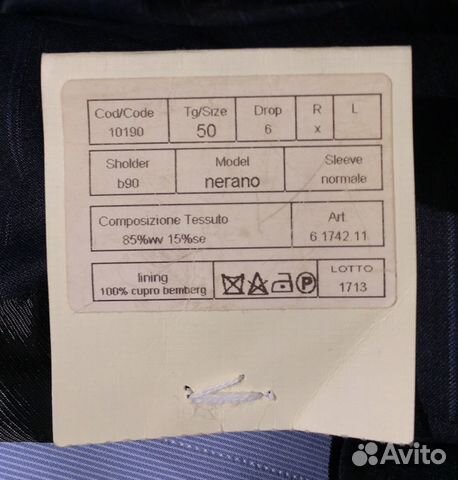 Cod/Code Tg/Size Drop R L
10190 50 6 x
Sholder Model Sleeve
b90 nerano normale
Composizione Tessuto Art
85%wv 15%se 6.1742.11
lining LOTTO
100% cupro bemberg P 1713
Avito